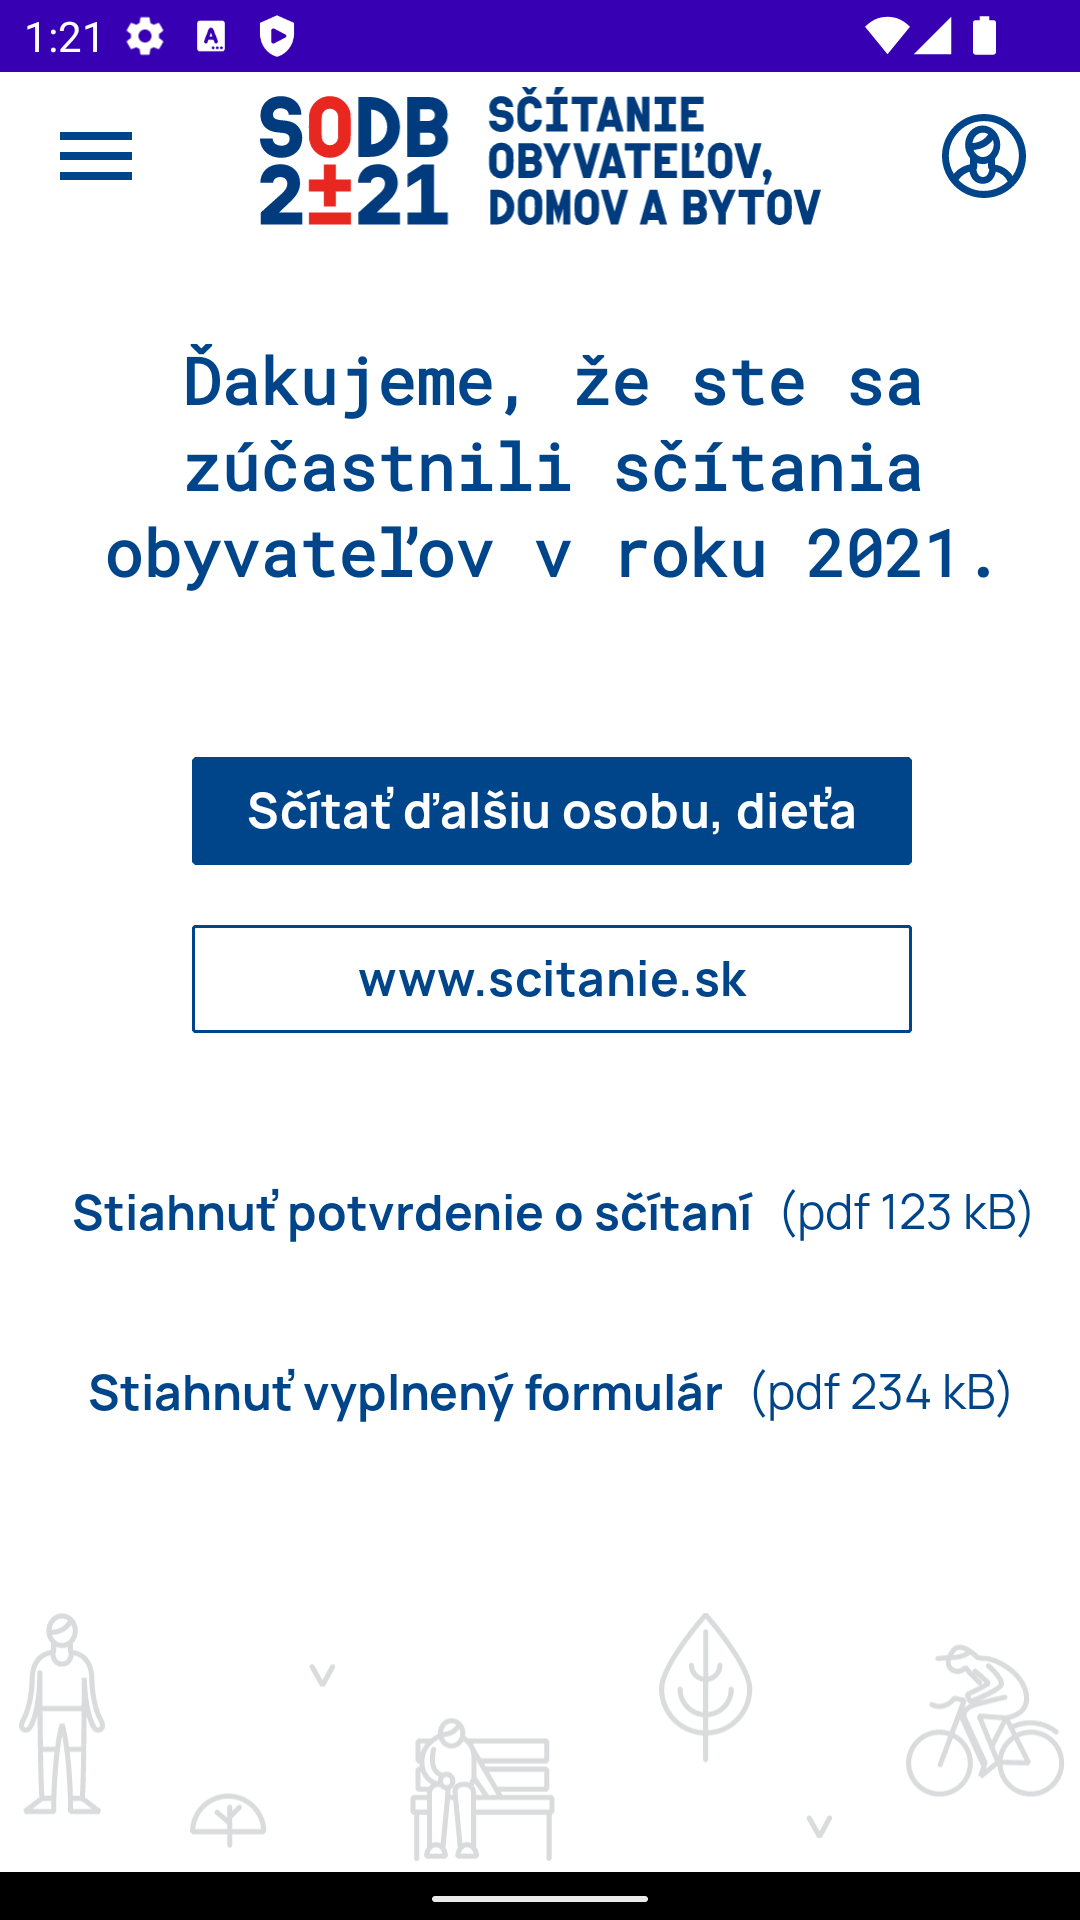 1:21
SODB
2±21
SČÍTANIE
OBYVATEĽOV,
DOMOV A BYTOV
Ďakujeme, že ste sa
zúčastnili sčítania
obyvateľov v roku 2021.
Sčítať ďalšiu osobu, dieťa
www.scitanie.sk
Stiahnuť potvrdenie o sčítaní (pdf 123 kB)
Stiahnuť vyplnený formulár (pdf 234 kB)